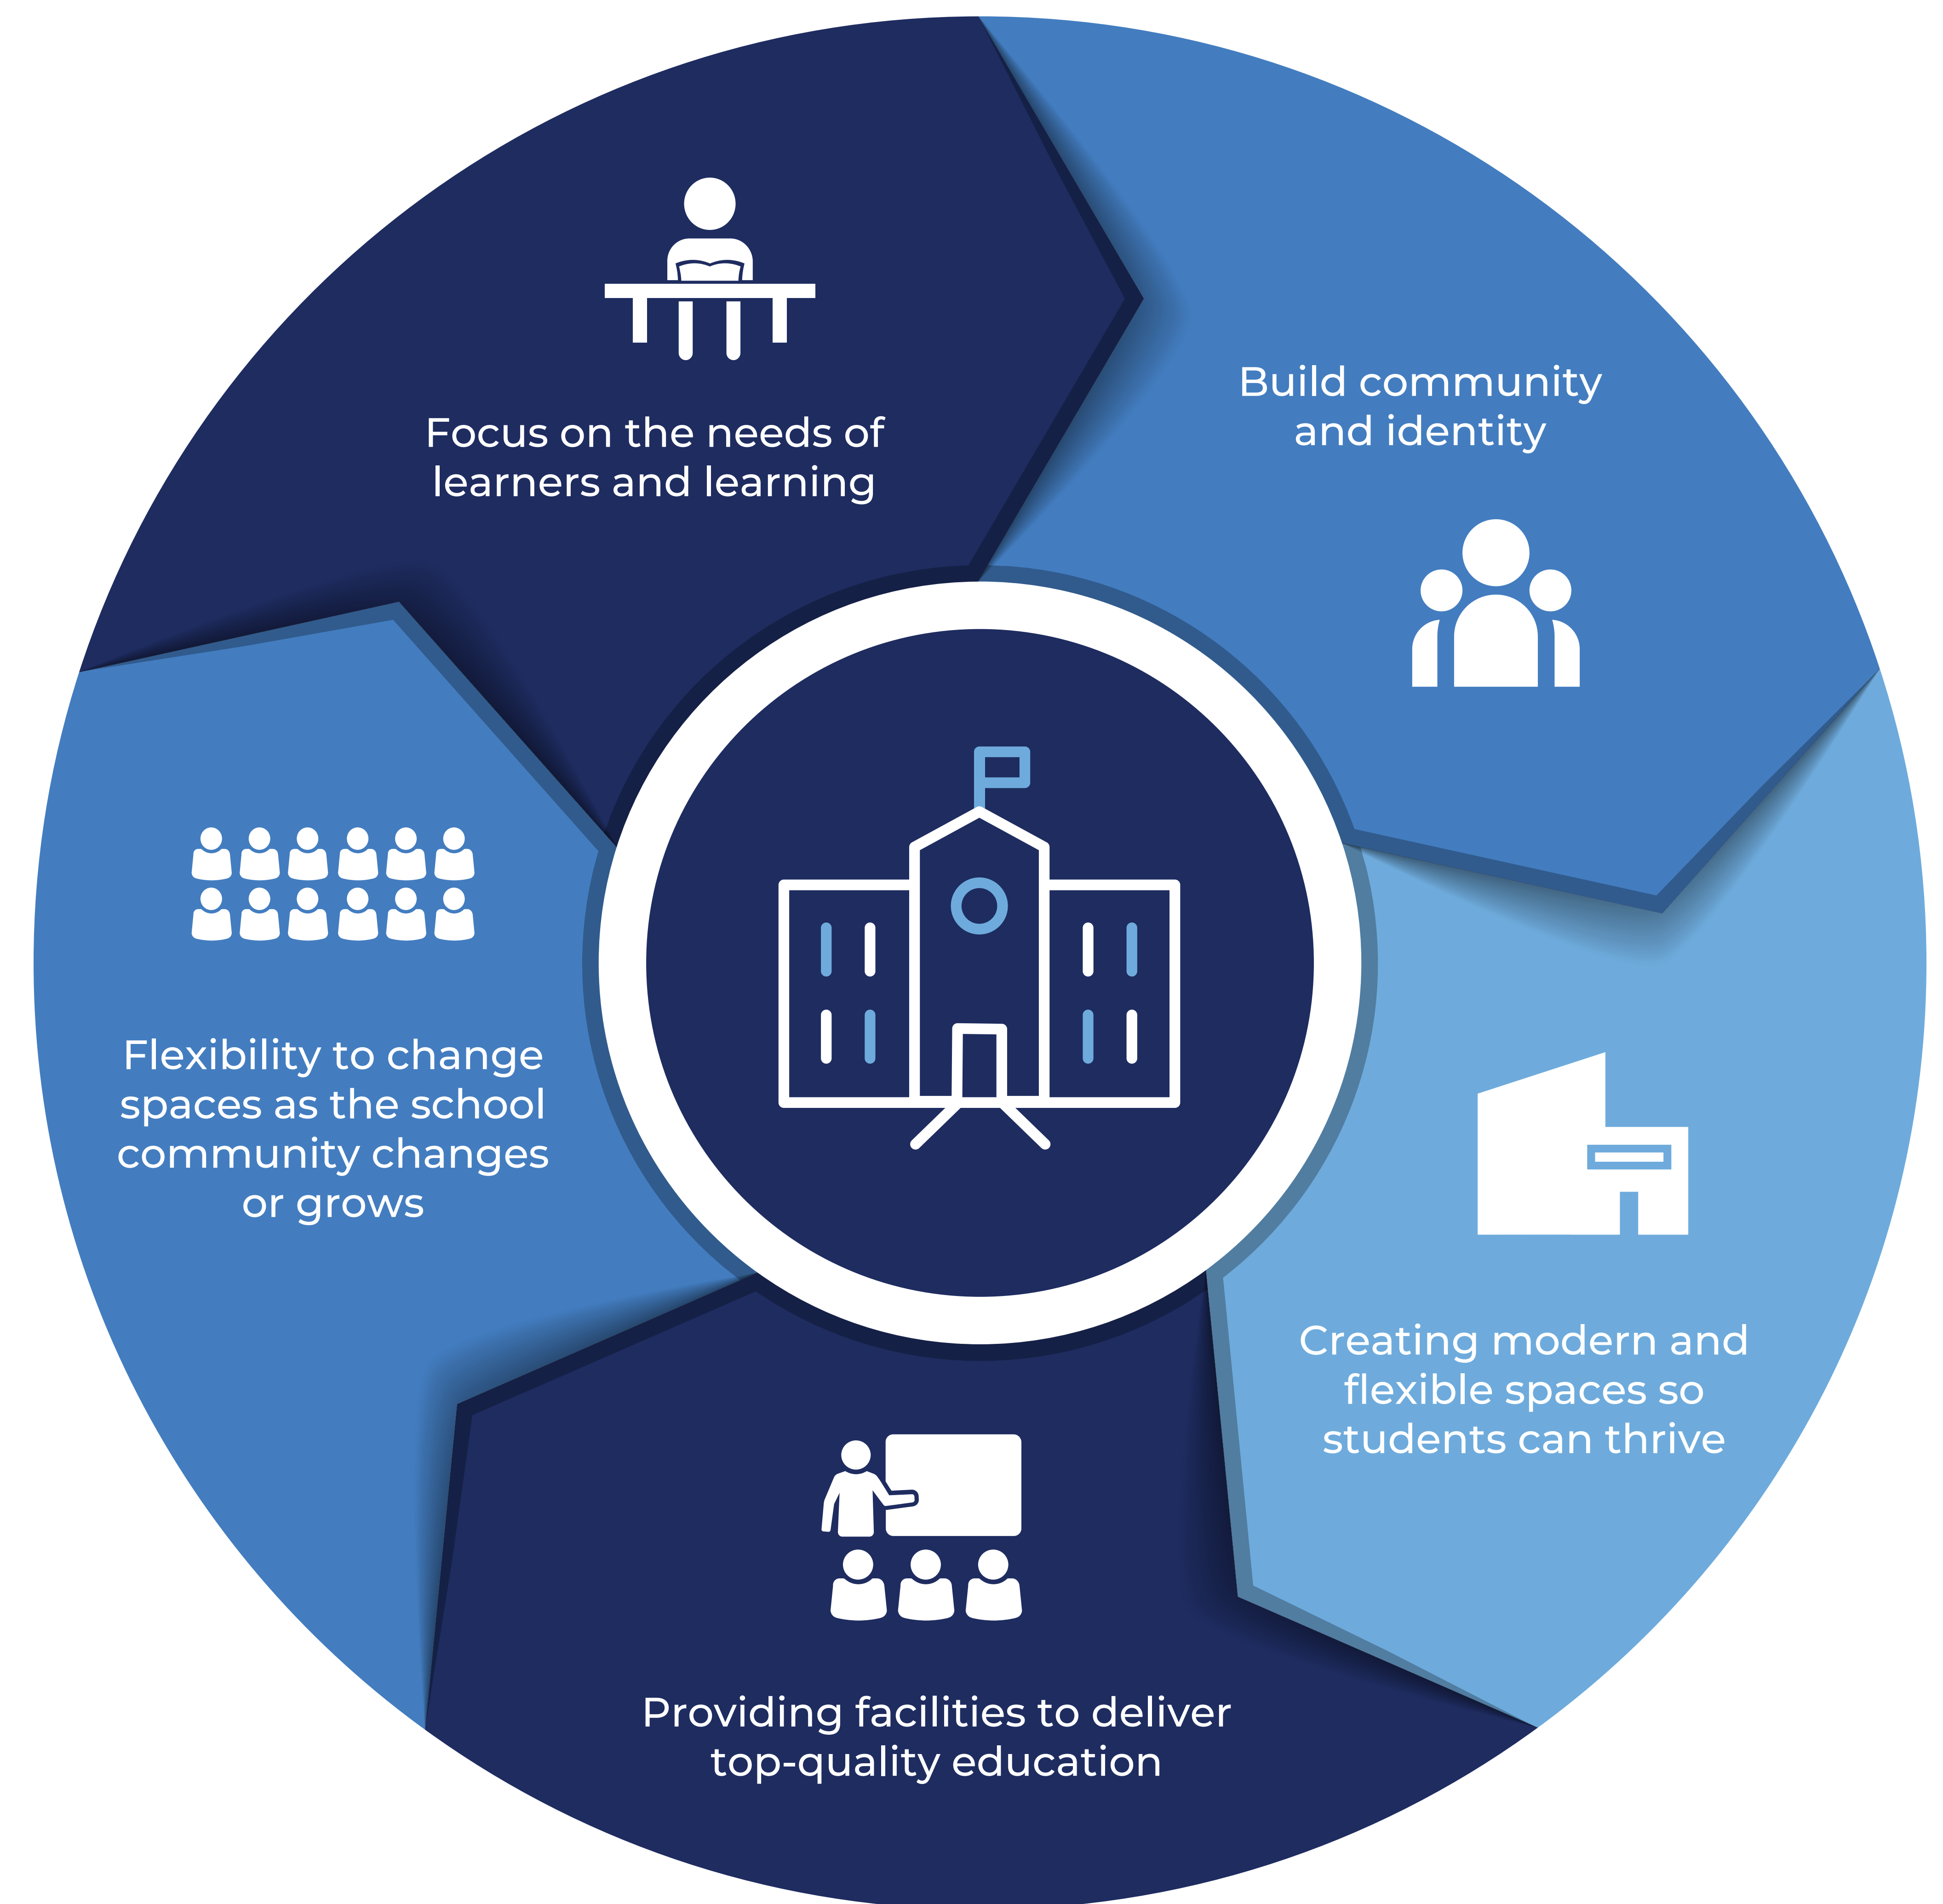 Focus on the needs of
learners and learning
Build community
and identity
Creating modern and
flexible spaces so
students can thrive
Providing facilities to deliver
top-quality education
Flexibility to change
spaces as the school
community changes
or grows